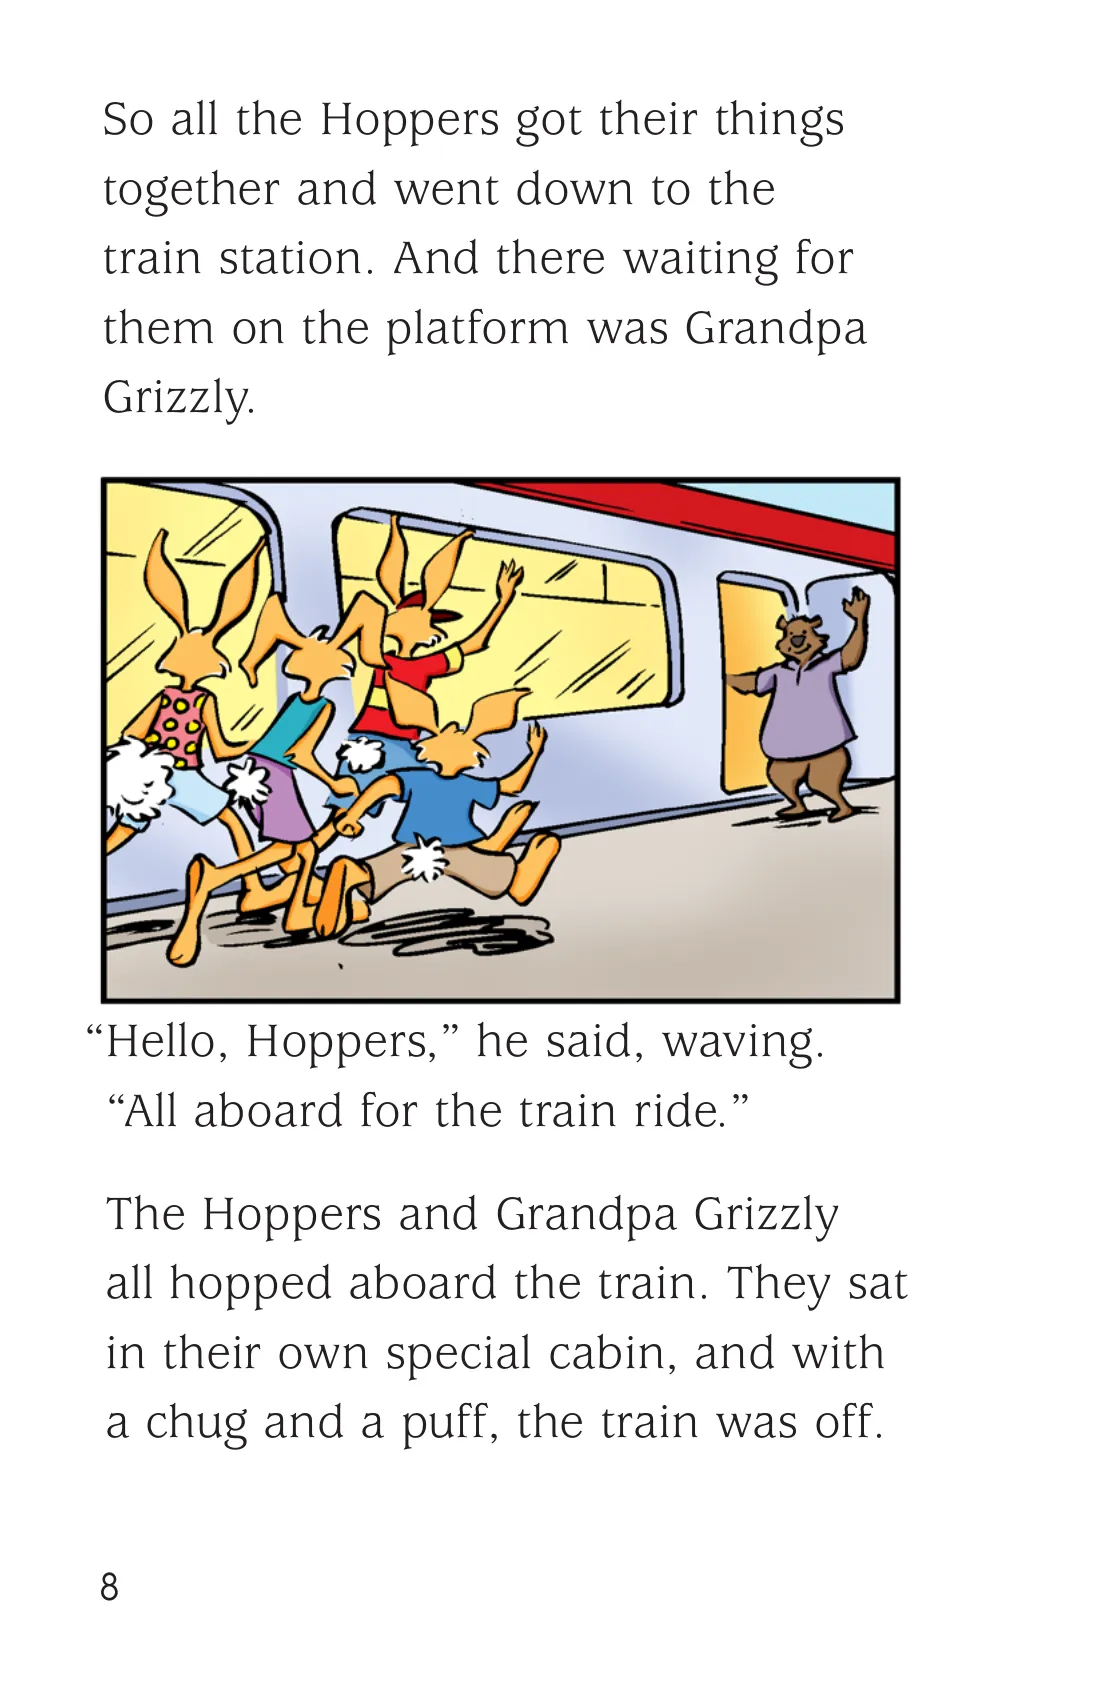 So all the Hoppers got their things
together and went down to the
train station. And there waiting for
them on the platform was Grandpa
Grizzly.
“Hello, Hoppers,” he said, waving.
“All aboard for the train ride.”
The Hoppers and Grandpa Grizzly
all hopped aboard the train. They sat
in their own special cabin, and with
a chug and a puff, the train was off.
8